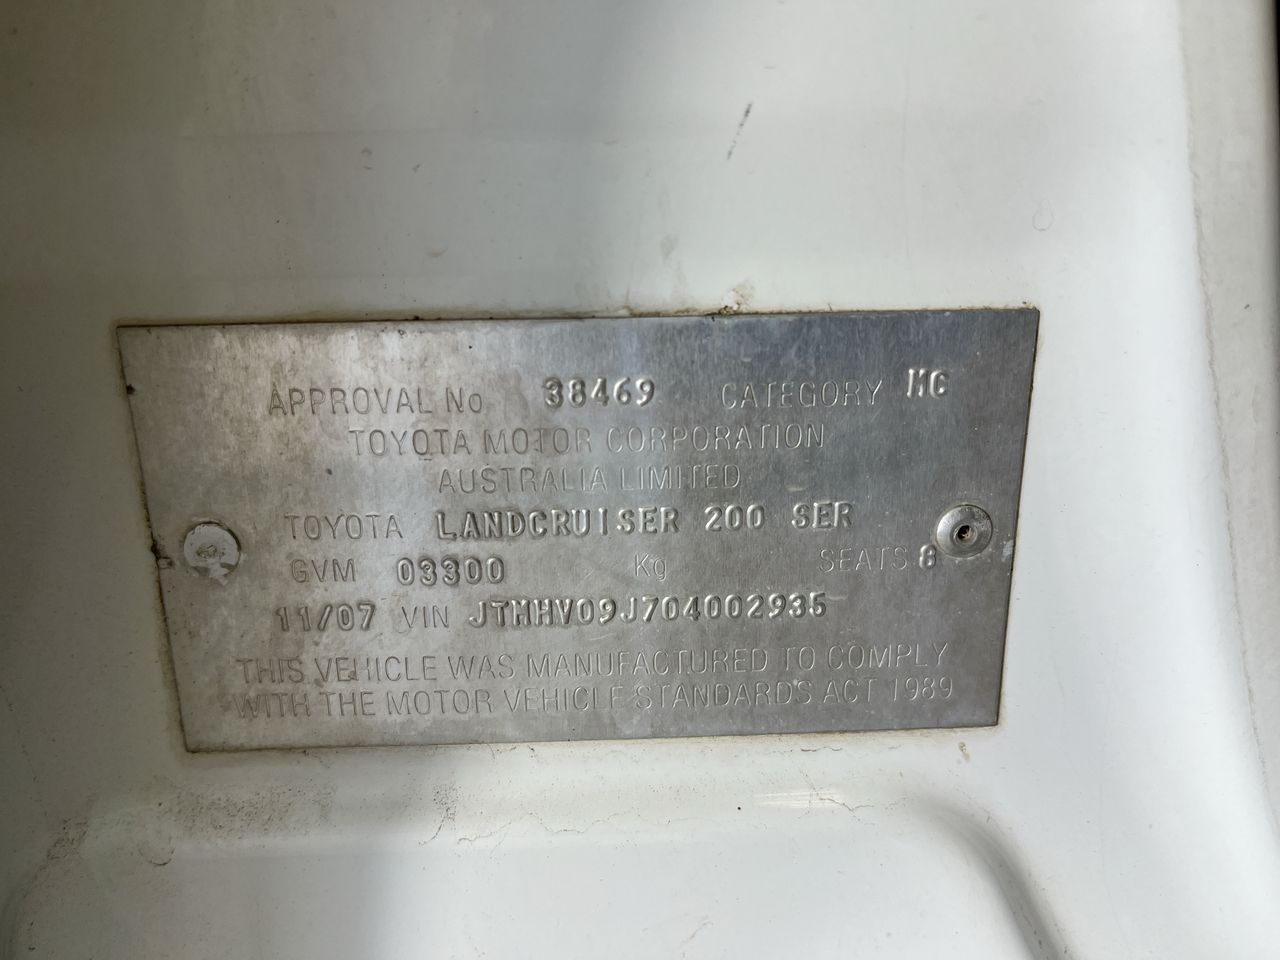 APPROVAL No 38469 CATEGORY MC
TOYOTA MOTOR CORPORATION
AUSTRALIA LIMITED
TOYOTA LANDCRUISER 200 SER
GVM 03300 Kg SEATS 8
11/07 VIN JTMHV09J704002935
THIS VEHICLE WAS MANUFACTURED TO COMPLY
WITH THE MOTOR VEHICLE STANDARDS ACT 1989